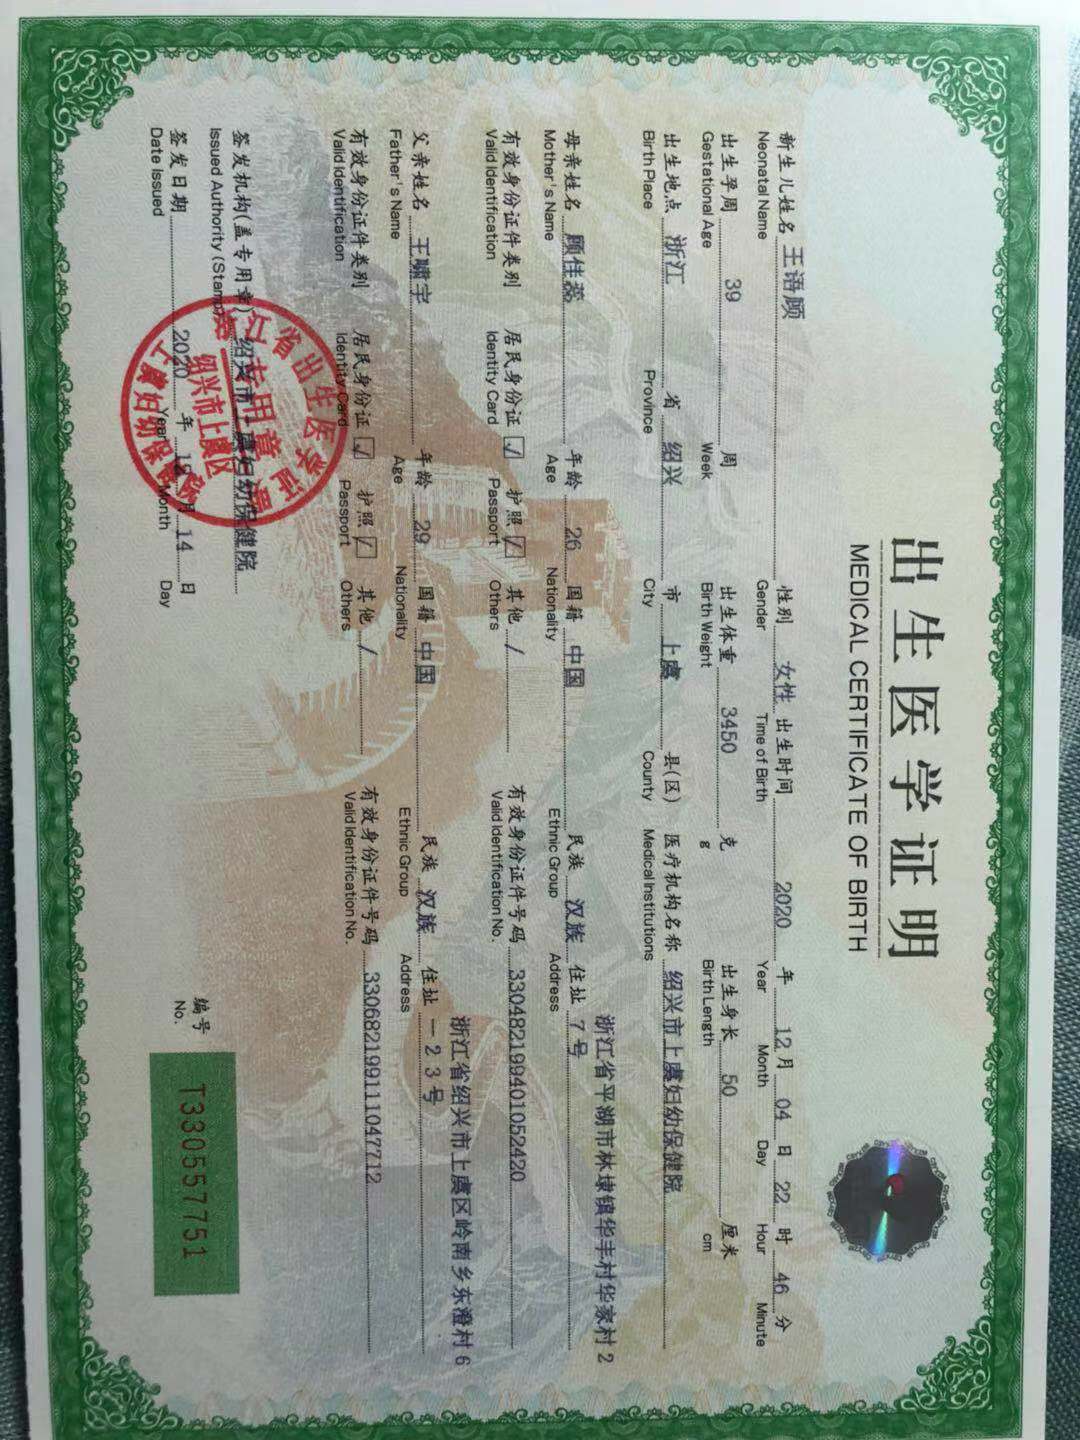 出生医学证明
MEDICAL CERTIFICATE OF BIRTH
新生儿姓名 王语顾 性别 女性 出生时间 2020 年 12 月 04 日 22 时 46 分
Neonatal Name Gender Time of Birth Year Month Day Hour Minute
出生孕周 39 周 出生体重 3450 克 出生身长 50 厘米
Gestational Age Week Birth Weight g Birth Length cm
出生地点 浙江 省 绍兴 市 上虞 县(区) 医疗机构名称 绍兴市上虞妇幼保健院
Birth Place Province City County Medical Institutions
浙江省平湖市林埭镇华丰村华家村2
母亲姓名 顾佳蕊 年龄 26 国籍 中国 民族 汉族 住址 7号
Mother's Name Age Nationality Ethnic Group Address
有效身份证件类别 居民身份证 √ 护照 / 其他 / 有效身份证件号码 330482199401052420
Valid Identification Identity Card Passport Others Valid Identification No.
浙江省绍兴市上虞区岭南乡东澄村6
父亲姓名 王啸宇 年龄 29 国籍 中国 民族 汉族 住址 一23号
Father's Name Age Nationality Ethnic Group Address
有效身份证件类别 居民身份证 √ 护照 / 其他 / 有效身份证件号码 330682199111047712
Valid Identification Identity Card Passport Others Valid Identification No.
签发机构(盖专用章) 绍兴市上虞妇幼保健院
Issued Authority (Stamp)
签发日期 2020 年 12 月 14 日
Date Issued Year Month Day
编号 T330557751
No.
绍兴市上虞区